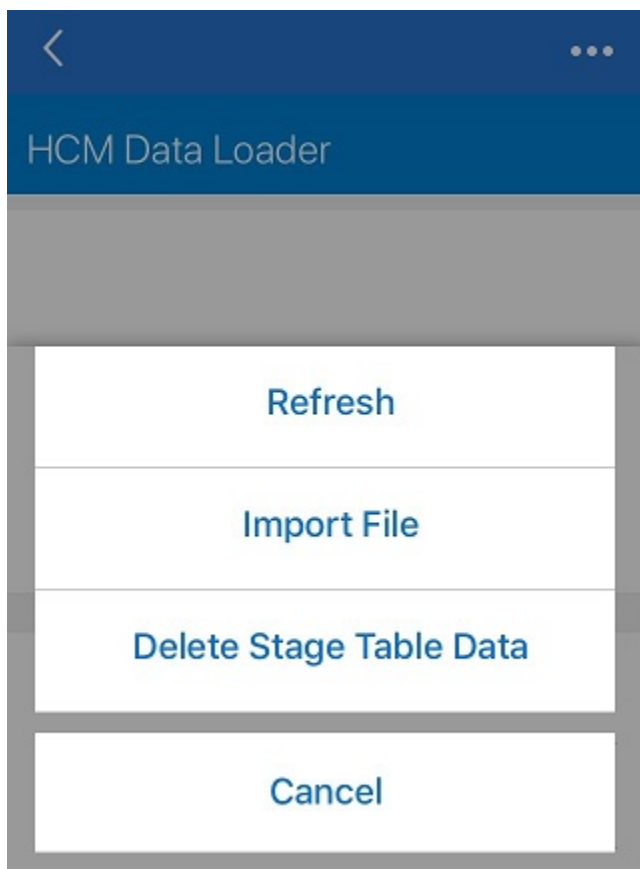 HCM Data Loader
Refresh
Import File
Delete Stage Table Data
Cancel